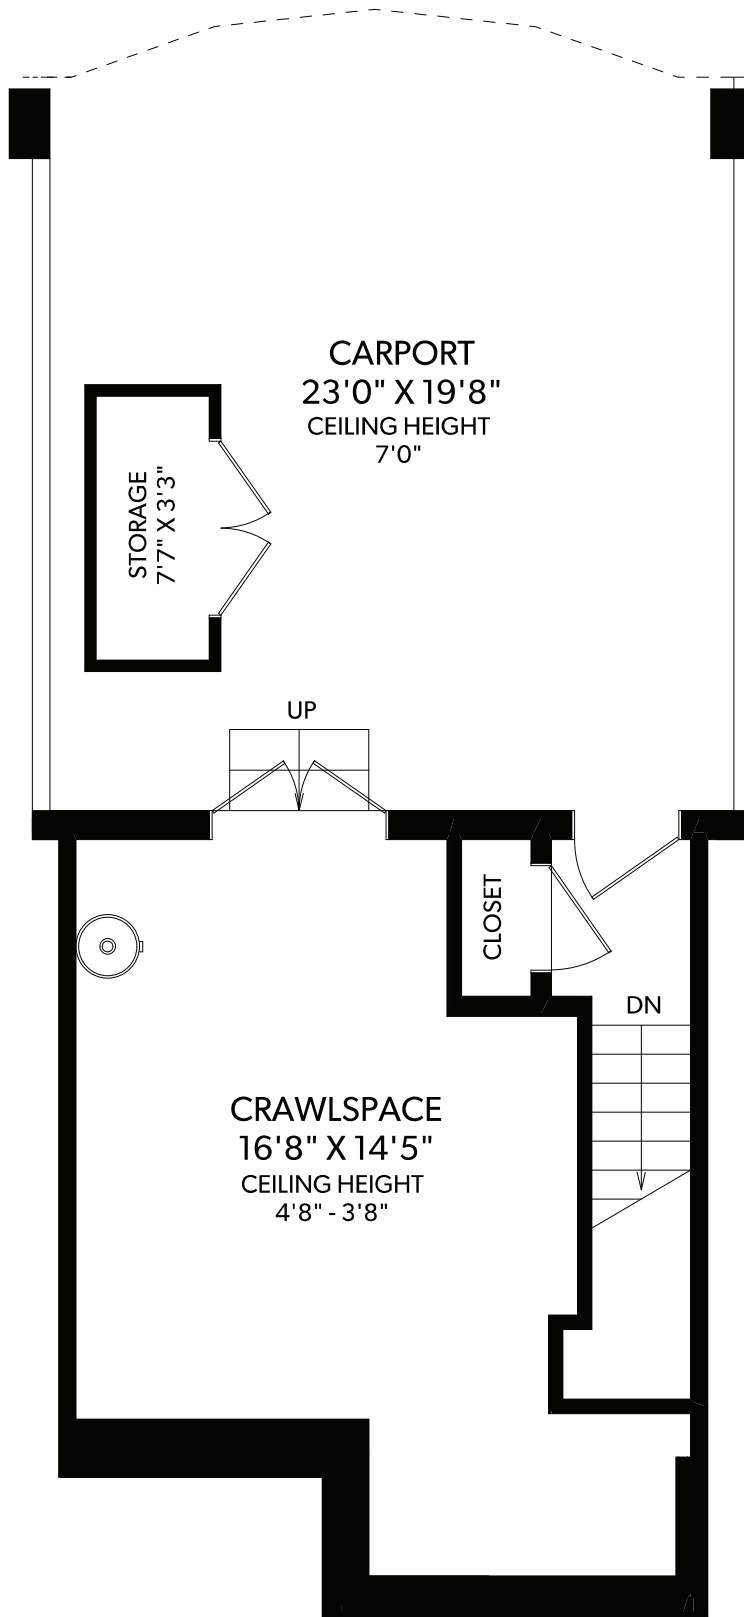 CARPORT
23'0" X 19'8"
CEILING HEIGHT
7'0"
STORAGE
7'7" X 3'3"
UP
CLOSET
DN
CRAWLSPACE
16'8" X 14'5"
CEILING HEIGHT
4'8" - 3'8"